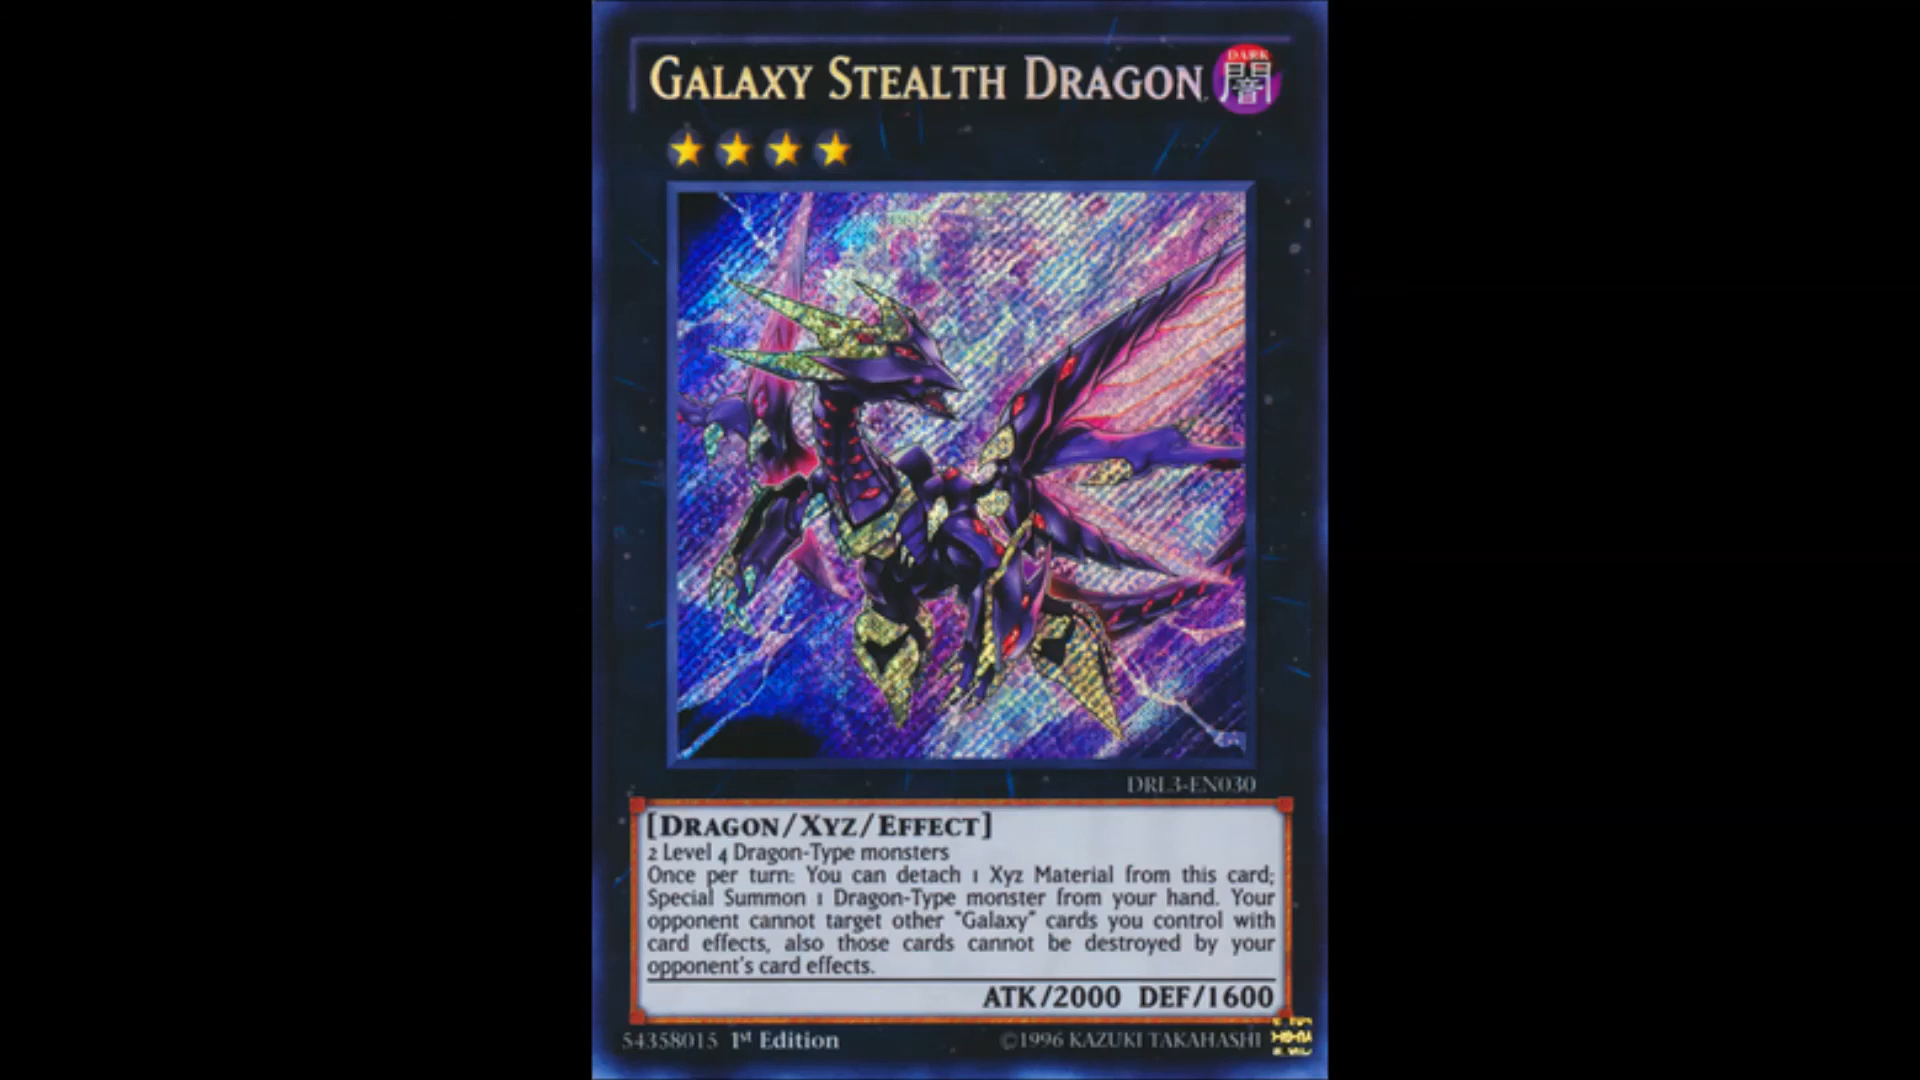 GALAXY STEALTH DRAGON
DARK
闇
DRL3-EN030
[DRAGON/XYZ/EFFECT]
2 Level 4 Dragon-Type monsters
Once per turn: You can detach 1 Xyz Material from this card;
Special Summon 1 Dragon-Type monster from your hand. Your
opponent cannot target other "Galaxy" cards you control with
card effects, also those cards cannot be destroyed by your
opponent's card effects.
ATK/2000 DEF/1600
54358015 1st Edition ©1996 KAZUKI TAKAHASHI